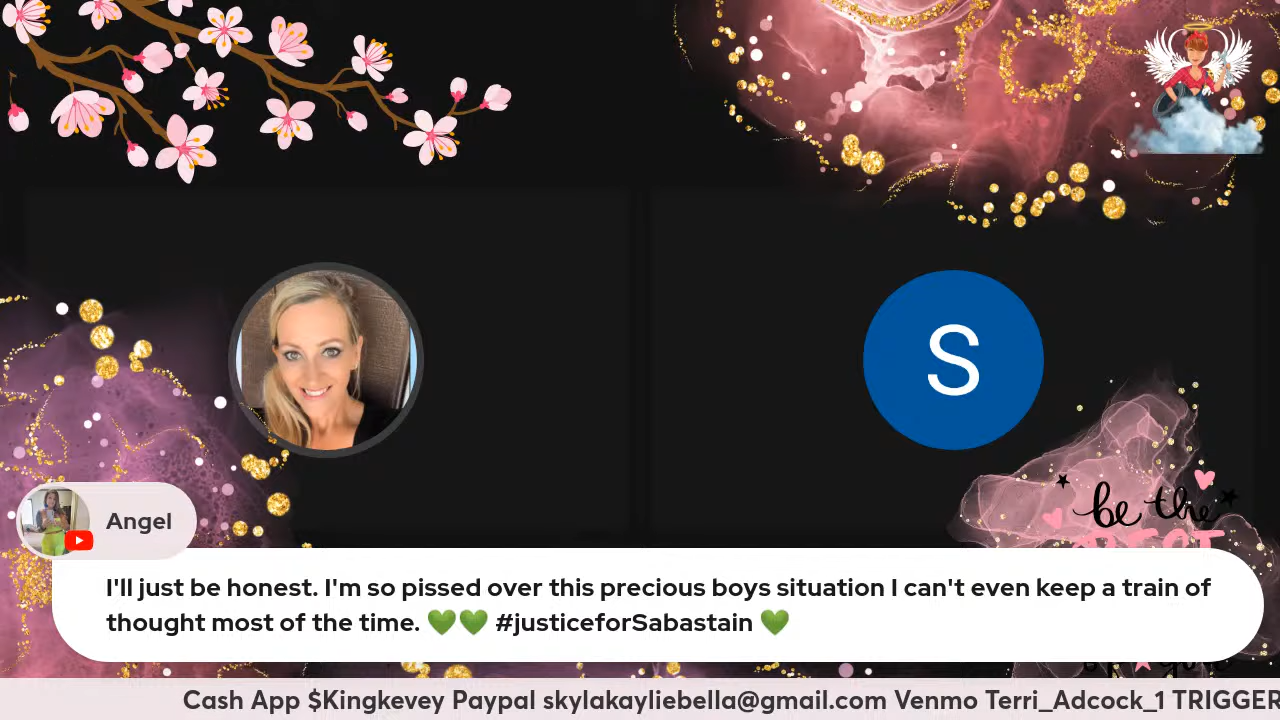 S
be the
Angel
I'll just be honest. I'm so pissed over this precious boys situation I can't even keep a train of
thought most of the time. 💚💚 #justiceforSabastain 💚
Cash App $Kingkevey Paypal skylakayliebella@gmail.com Venmo Terri_Adcock_1 TRIGGER